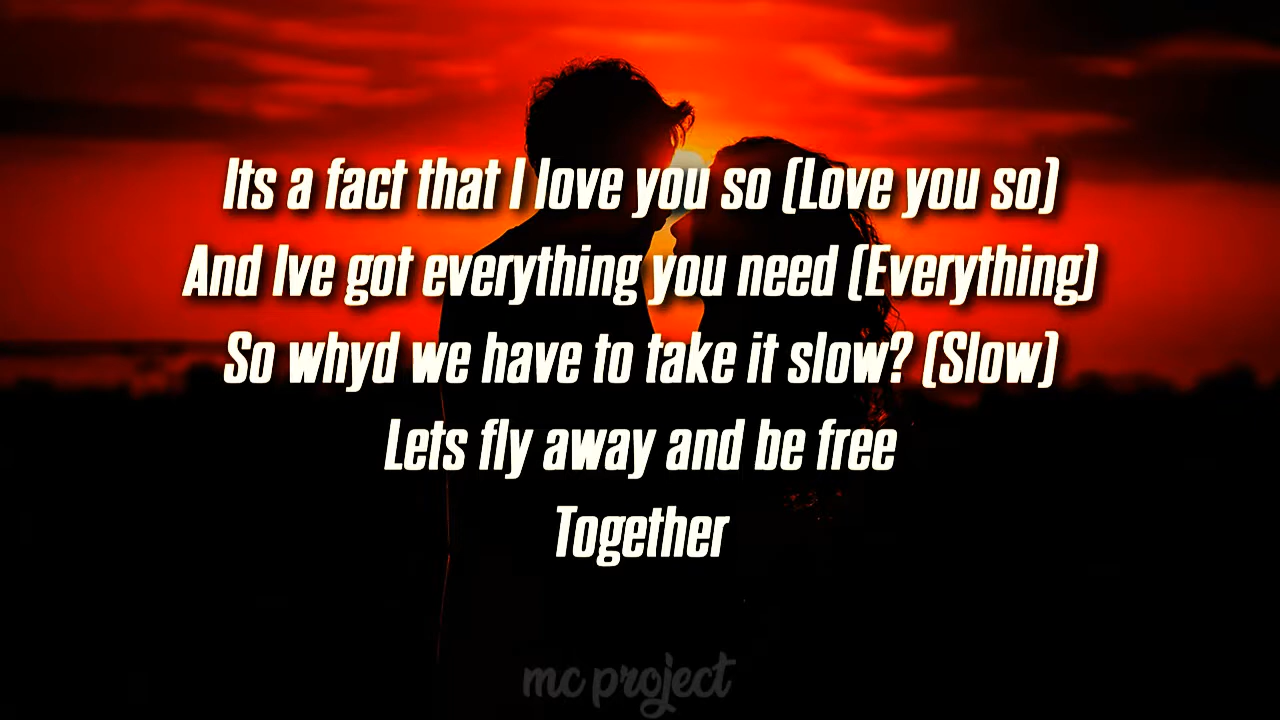 Its a fact that I love you so (Love you so)
And Ive got everything you need (Everything)
So whyd we have to take it slow? (Slow)
Lets fly away and be free
Together
mc project